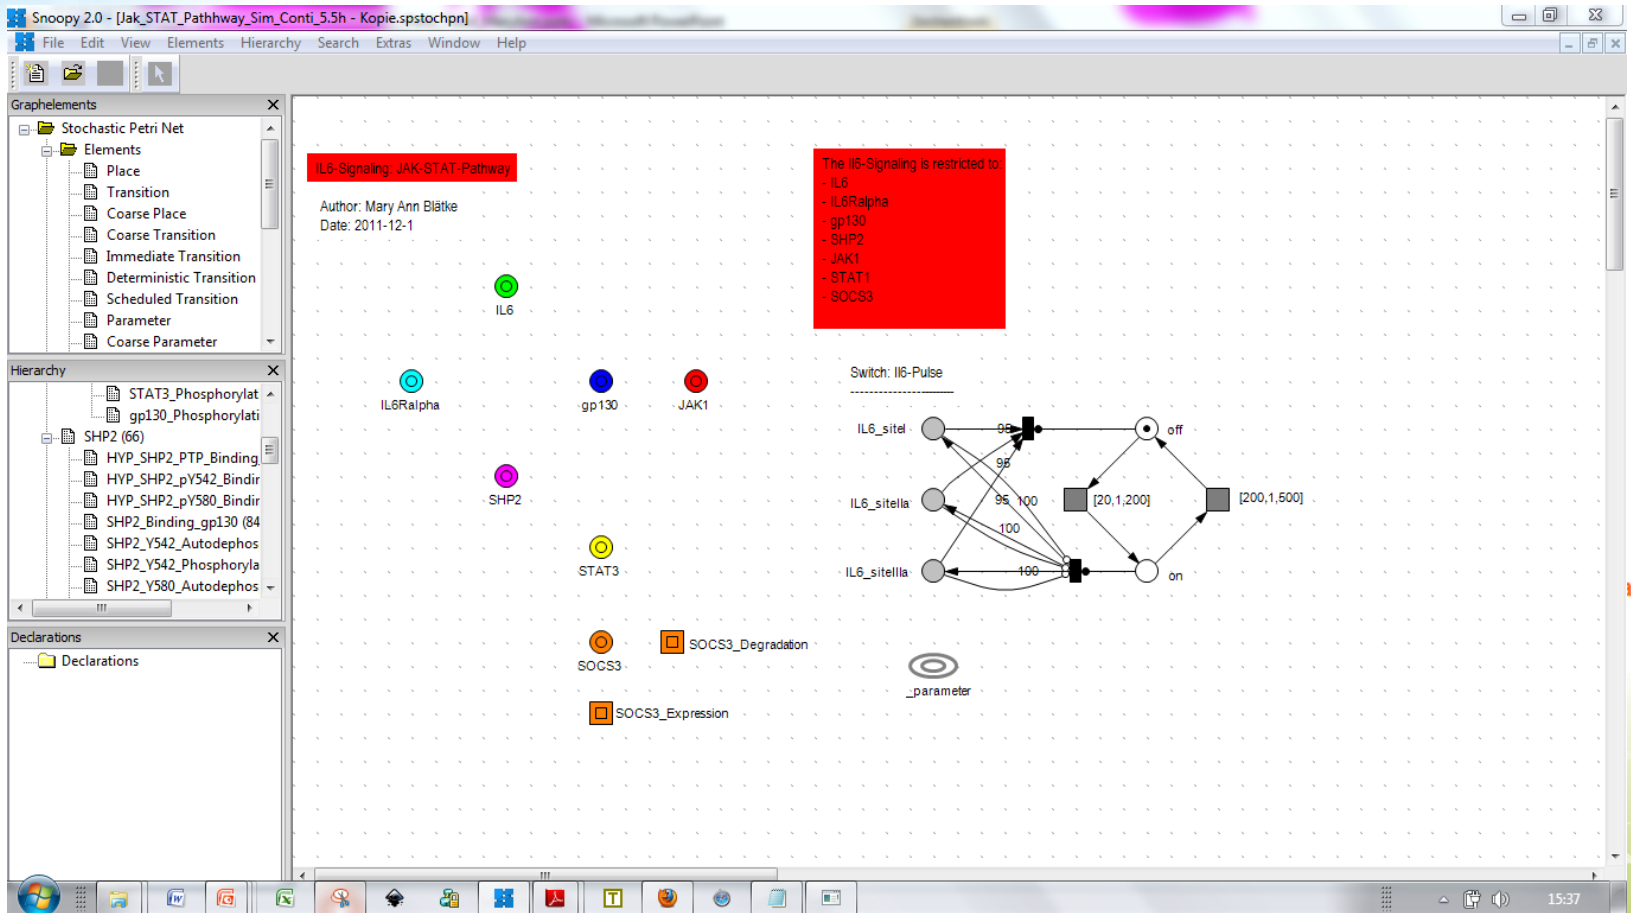 Snoopy 2.0 - [Jak_STAT_Pathhway_Sim_Conti_5.5h - Kopie.spstochpn]
File Edit View Elements Hierarchy Search Extras Window Help
Graphelements
Stochastic Petri Net
Elements
Place
Transition
Coarse Place
Coarse Transition
Immediate Transition
Deterministic Transition
Scheduled Transition
Parameter
Coarse Parameter
Hierarchy
STAT3_Phosphorylat
gp130_Phosphorylati
SHP2 (66)
HYP_SHP2_PTP_Binding
HYP_SHP2_pY542_Bindir
HYP_SHP2_pY580_Bindir
SHP2_Binding_gp130 (84
SHP2_Y542_Autodephos
SHP2_Y542_Phosphoryla
SHP2_Y580_Autodephos
Declarations
Declarations
IL6-Signaling: JAK-STAT-Pathway
Author: Mary Ann Blätke
Date: 2011-12-1
The Il6-Signaling is restricted to:
- IL6
- IL6Ralpha
- gp130
- SHP2
- JAK1
- STAT1
- SOCS3
IL6
IL6Ralpha
gp130
JAK1
SHP2
STAT3
SOCS3
SOCS3_Degradation
SOCS3_Expression
Switch: Il6-Pulse
--------------------
IL6_siteI
95
off
95
IL6_siteIIa
95
100
[20,1,200]
[200,1,500]
100
IL6_siteIIIa
100
on
_parameter
15:37